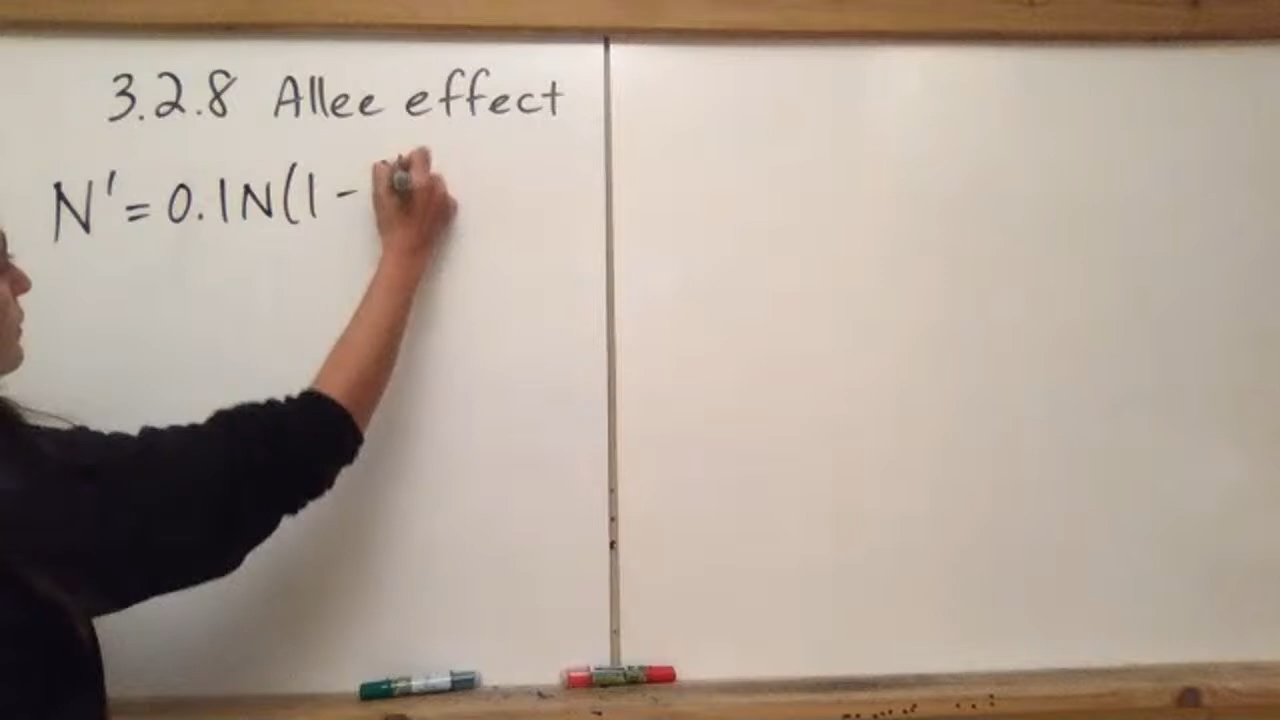 3.2.8 Allee effect
N' = 0.1N(1 -